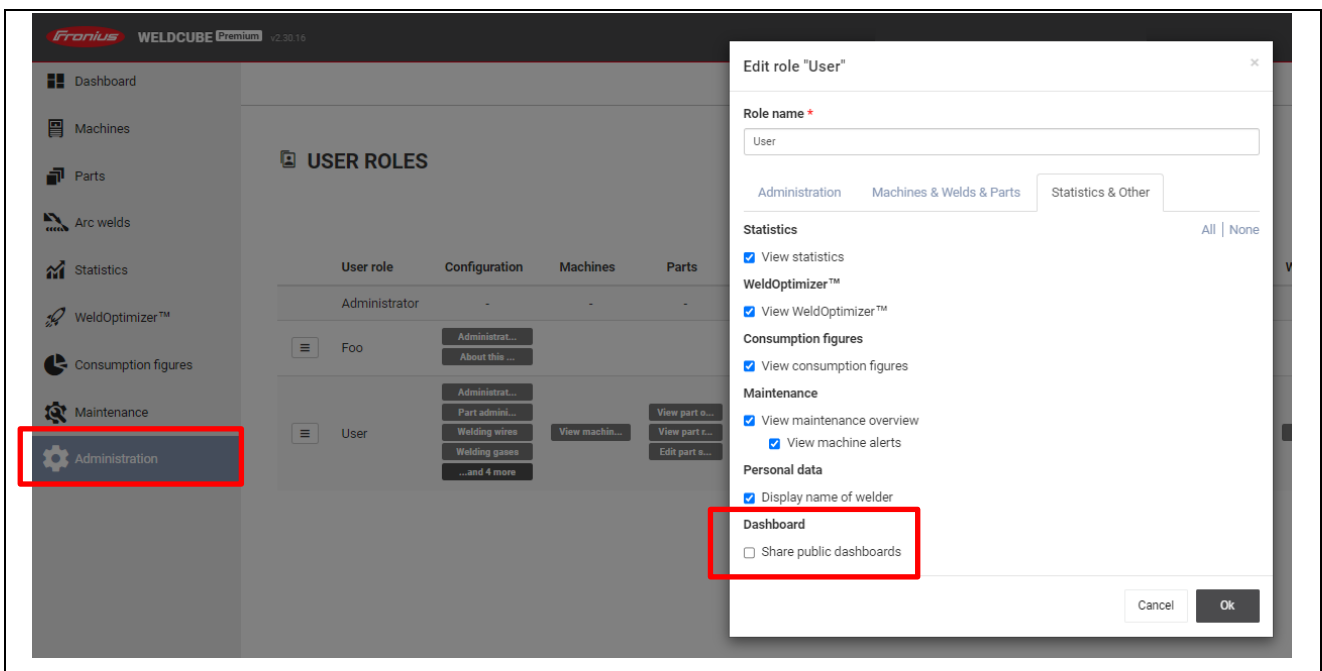 Fronius WELDCUBE Premium v2.30.16
Dashboard
Machines
Parts
Arc welds
Statistics
WeldOptimizer™
Consumption figures
Maintenance
Administration
USER ROLES
User role Configuration Machines Parts
Administrator - - -
Foo
Administrat...
About this ...
User
Administrat...
Part admini...
Welding wires
Welding gases
...and 4 more
View machin...
View part o...
View part r...
Edit part s...
Edit role "User"
×
Role name *
User
Administration Machines & Welds & Parts Statistics & Other
Statistics All | None
View statistics
WeldOptimizer™
View WeldOptimizer™
Consumption figures
View consumption figures
Maintenance
View maintenance overview
View machine alerts
Personal data
Display name of welder
Dashboard
Share public dashboards
Cancel Ok